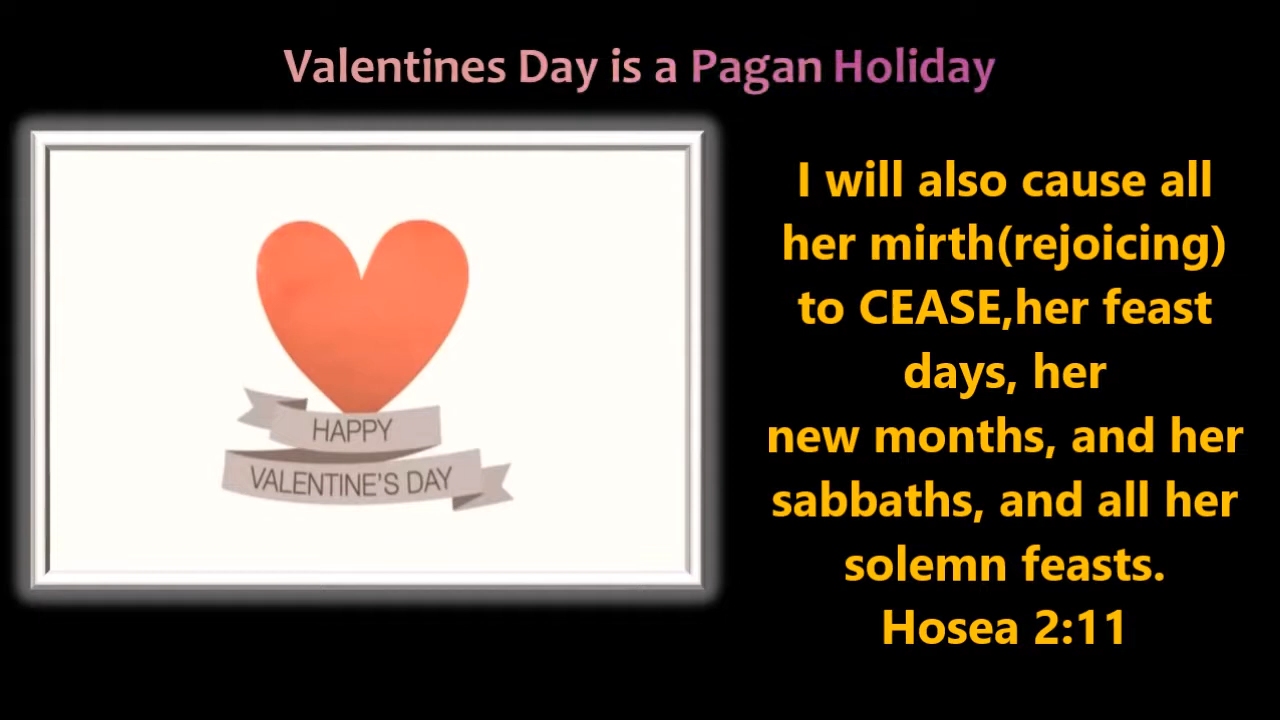 Valentines Day is a Pagan Holiday
HAPPY
VALENTINE'S DAY
I will also cause all
her mirth(rejoicing)
to CEASE,her feast
days, her
new months, and her
sabbaths, and all her
solemn feasts.
Hosea 2:11